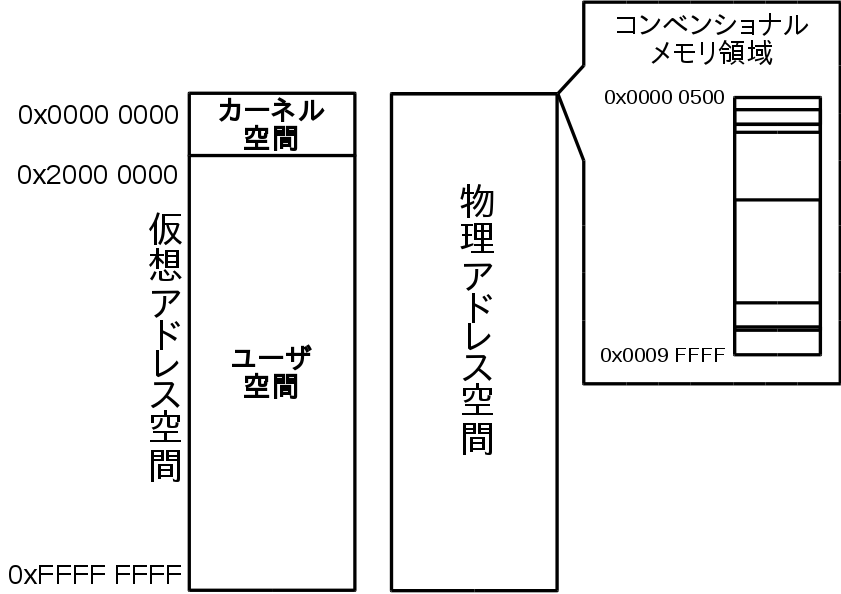 コンベンショナル
メモリ領域
0x0000 0500
0x0009 FFFF
0x0000 0000
カーネル
空間
0x2000 0000
仮想アドレス空間
ユーザ
空間
0xFFFF FFFF
物理アドレス空間